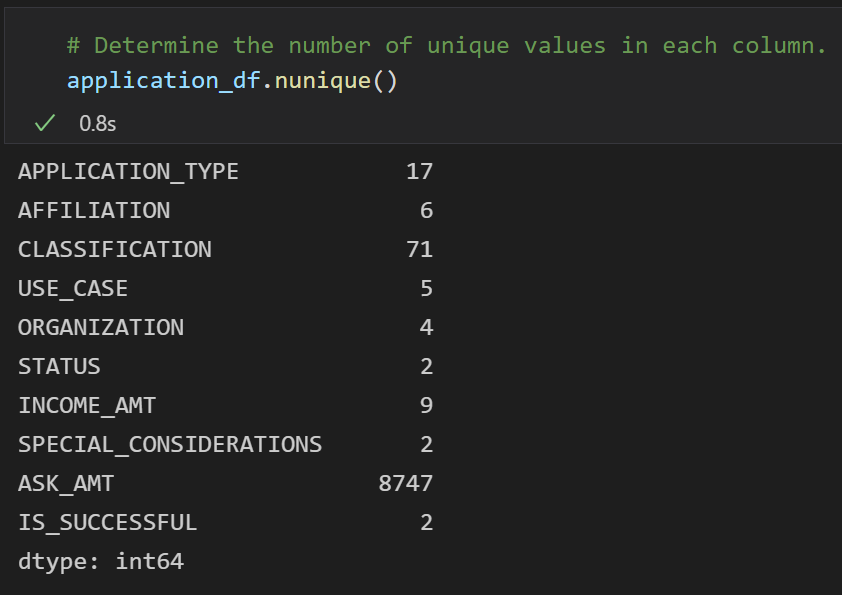 # Determine the number of unique values in each column.
application_df.nunique()
0.8s
APPLICATION_TYPE 17
AFFILIATION 6
CLASSIFICATION 71
USE_CASE 5
ORGANIZATION 4
STATUS 2
INCOME_AMT 9
SPECIAL_CONSIDERATIONS 2
ASK_AMT 8747
IS_SUCCESSFUL 2
dtype: int64